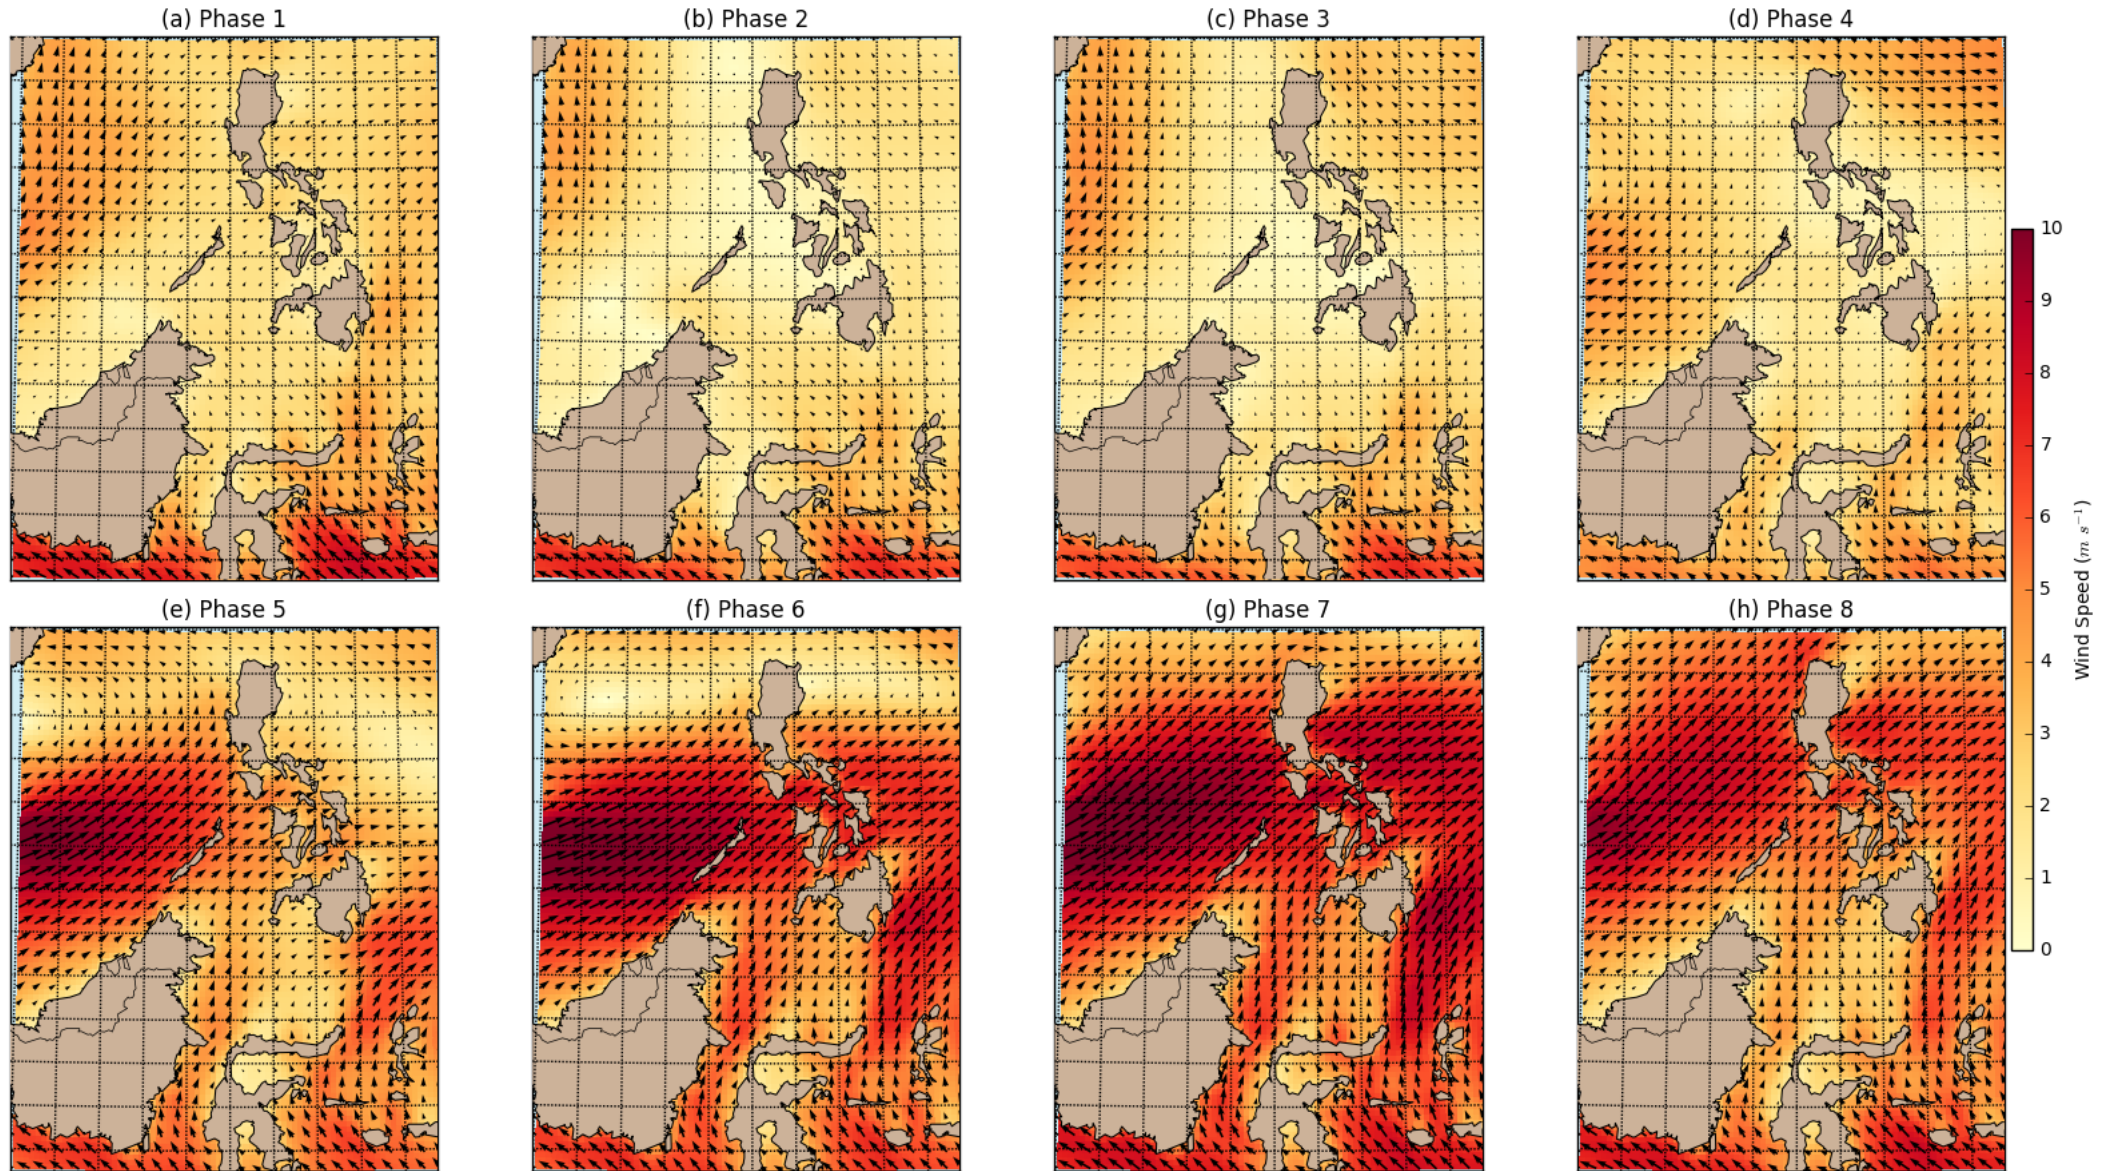 (a) Phase 1
(b) Phase 2
(c) Phase 3
(d) Phase 4
10
9
8
7
6
5
4
3
2
1
0
Wind Speed (m s⁻¹)
(e) Phase 5
(f) Phase 6
(g) Phase 7
(h) Phase 8